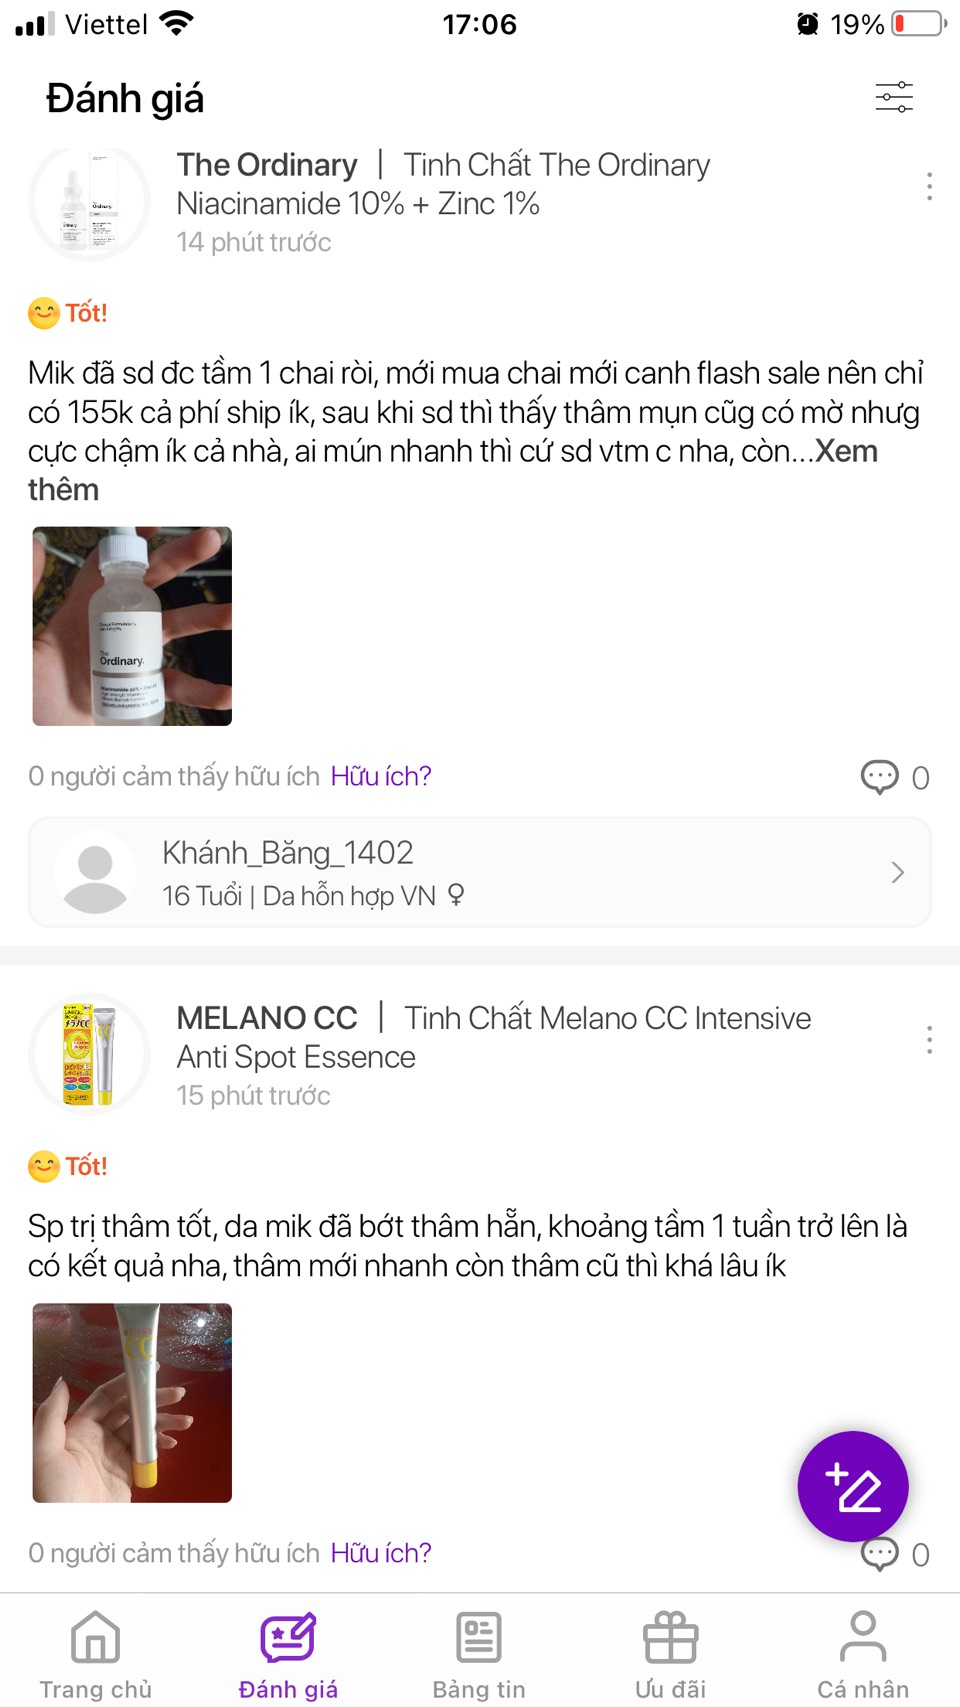 Viettel 17:06 19%
Đánh giá
The Ordinary | Tinh Chất The Ordinary
Niacinamide 10% + Zinc 1%
14 phút trước
Tốt!
Mik đã sd đc tầm 1 chai ròi, mới mua chai mới canh flash sale nên chỉ
có 155k cả phí ship ík, sau khi sd thì thấy thâm mụn cũg có mờ nhưg
cực chậm ík cả nhà, ai mún nhanh thì cứ sd vtm c nha, còn...Xem
thêm
The
Ordinary.
0 người cảm thấy hữu ích Hữu ích? 0
Khánh_Băng_1402
16 Tuổi | Da hỗn hợp VN ♀
MELANO CC | Tinh Chất Melano CC Intensive
Anti Spot Essence
15 phút trước
Tốt!
Sp trị thâm tốt, da mik đã bớt thâm hẵn, khoảng tầm 1 tuần trở lên là
có kết quả nha, thâm mới nhanh còn thâm cũ thì khá lâu ík
CC
0 người cảm thấy hữu ích Hữu ích? 0
Trang chủ Đánh giá Bảng tin Ưu đãi Cá nhân